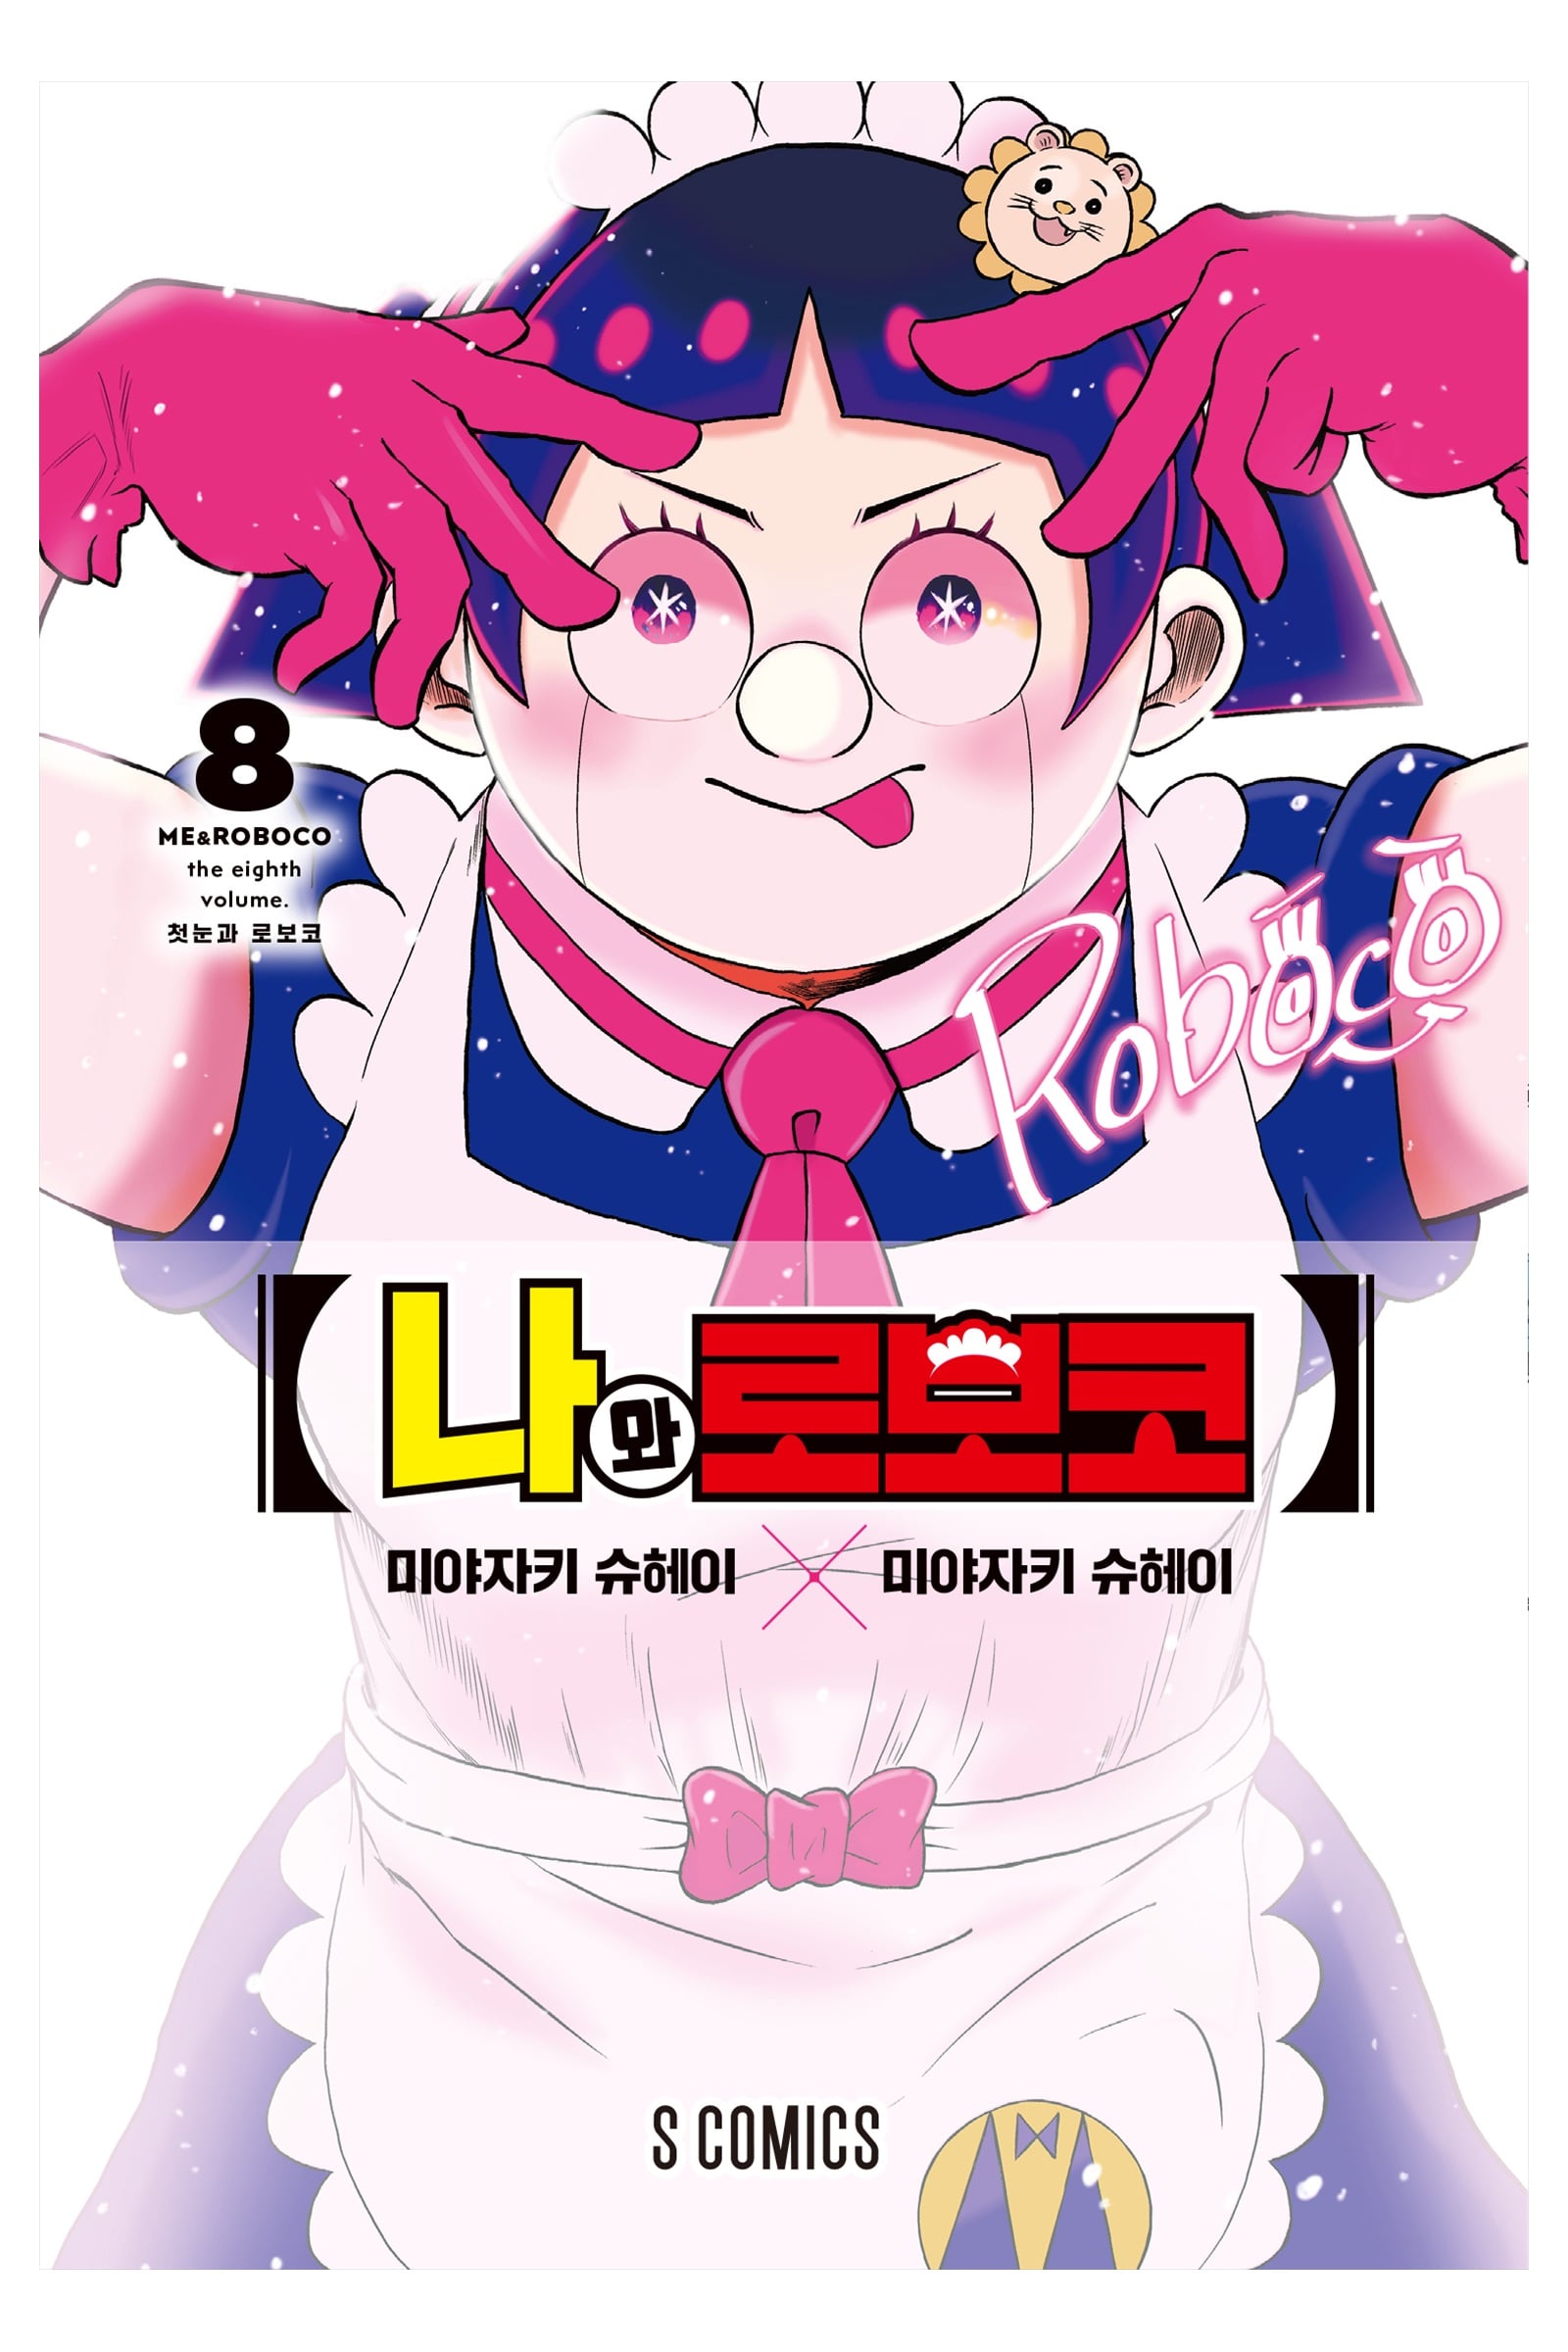 8
ME&ROBOCO
the eighth
volume.
첫눈과 로보코
Roboco
【나와 로보코】
미야자키 슈헤이 × 미야자키 슈헤이
S COMICS